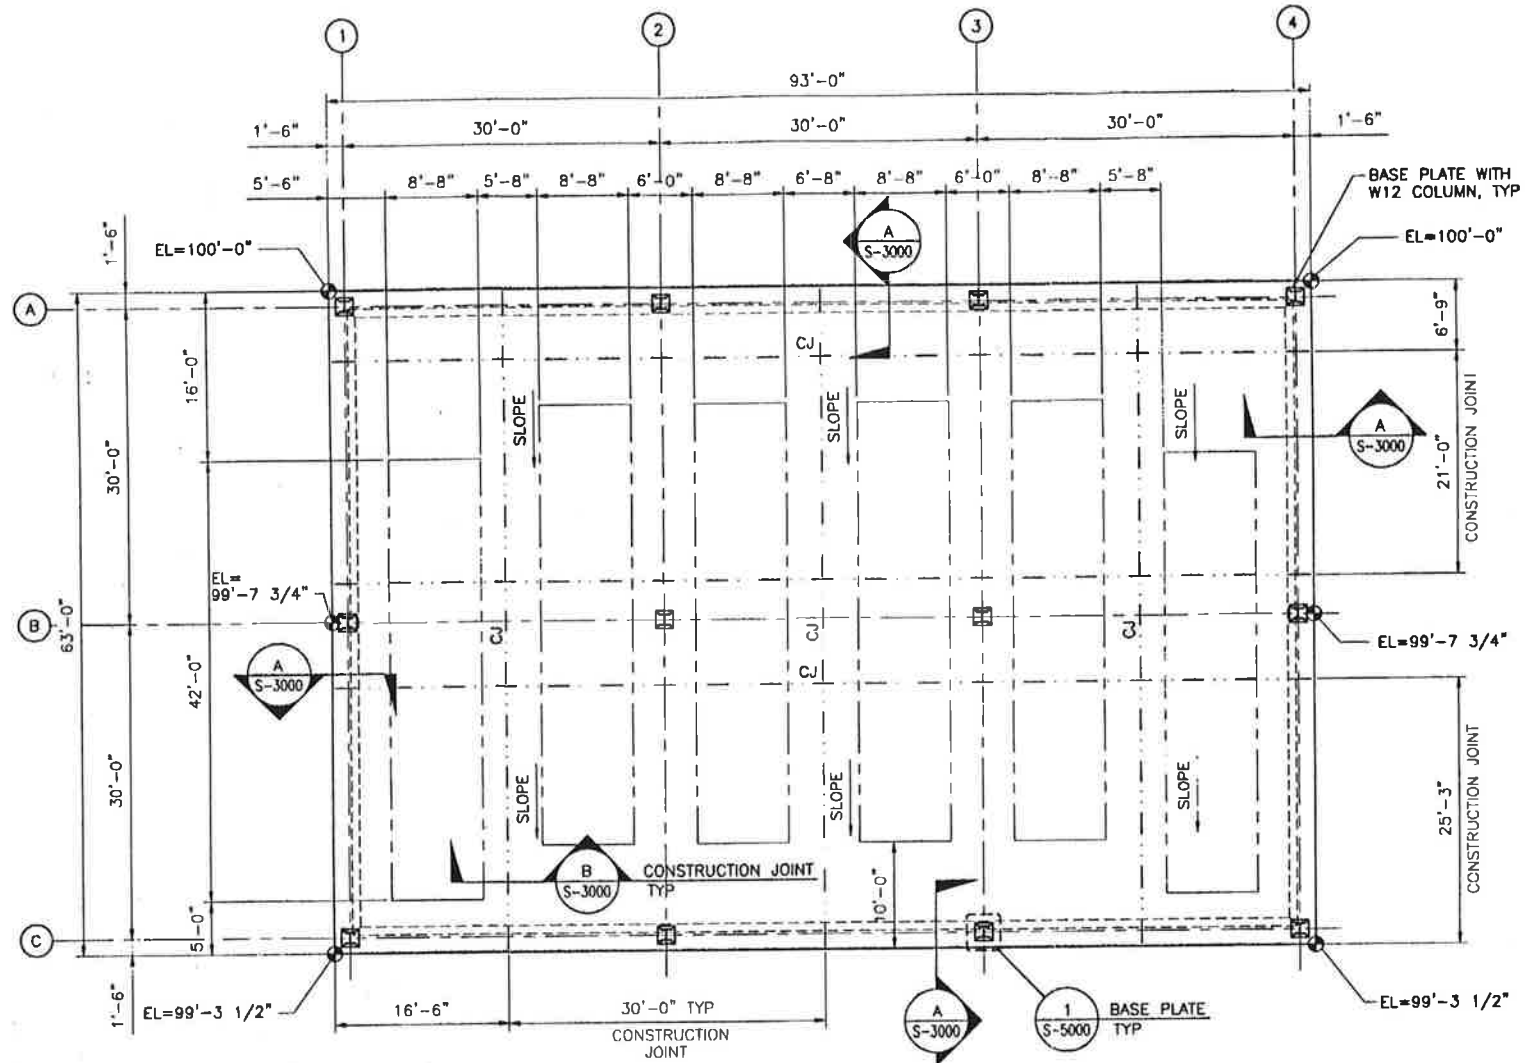 1
2
3
4
93'-0"
1'-6"
30'-0"
30'-0"
30'-0"
1'-6"
5'-6"
8'-8"
5'-8"
8'-8"
6'-0"
8'-8"
6'-8"
8'-8"
6'-0"
8'-8"
5'-8"
BASE PLATE WITH
W12 COLUMN, TYP
1'-6"
EL=100'-0"
A
S-3000
EL=100'-0"
A
6'-9"
CJ
16'-0"
SLOPE
SLOPE
SLOPE
A
S-3000
30'-0"
21'-0"
CONSTRUCTION JOINT
EL=
99'-7 3/4"
B
63'-0"
CJ
CJ
CJ
EL=99'-7 3/4"
A
S-3000
42'-0"
CJ
30'-0"
SLOPE
SLOPE
SLOPE
25'-3"
CONSTRUCTION JOINT
B
S-3000
CONSTRUCTION JOINT
TYP
10'-0"
C
5'-0"
1'-6"
EL=99'-3 1/2"
16'-6"
30'-0" TYP
CONSTRUCTION
JOINT
A
S-3000
1
S-5000
BASE PLATE
TYP
EL=99'-3 1/2"